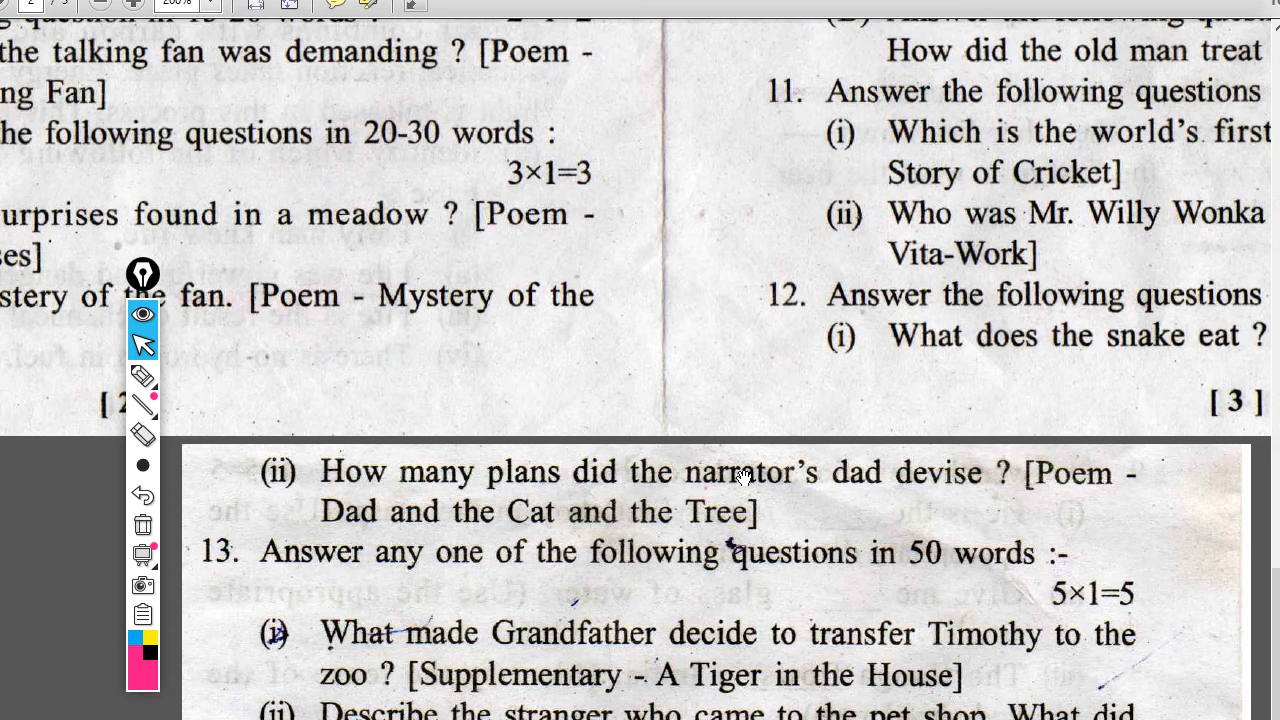 the talking fan was demanding ? [Poem -
ng Fan]
he following questions in 20-30 words :
3×1=3
urprises found in a meadow ? [Poem -
ses]
stery of the fan. [Poem - Mystery of the
How did the old man treat
11. Answer the following questions
(i) Which is the world's first
Story of Cricket]
(ii) Who was Mr. Willy Wonka
Vita-Work]
12. Answer the following questions
(i) What does the snake eat ?
[ 3 ]
(ii) How many plans did the narrator's dad devise ? [Poem -
Dad and the Cat and the Tree]
13. Answer any one of the following questions in 50 words :-
5×1=5
(i) What made Grandfather decide to transfer Timothy to the
zoo ? [Supplementary - A Tiger in the House]
(ii) Describe the stranger who came to the pet shop. What did